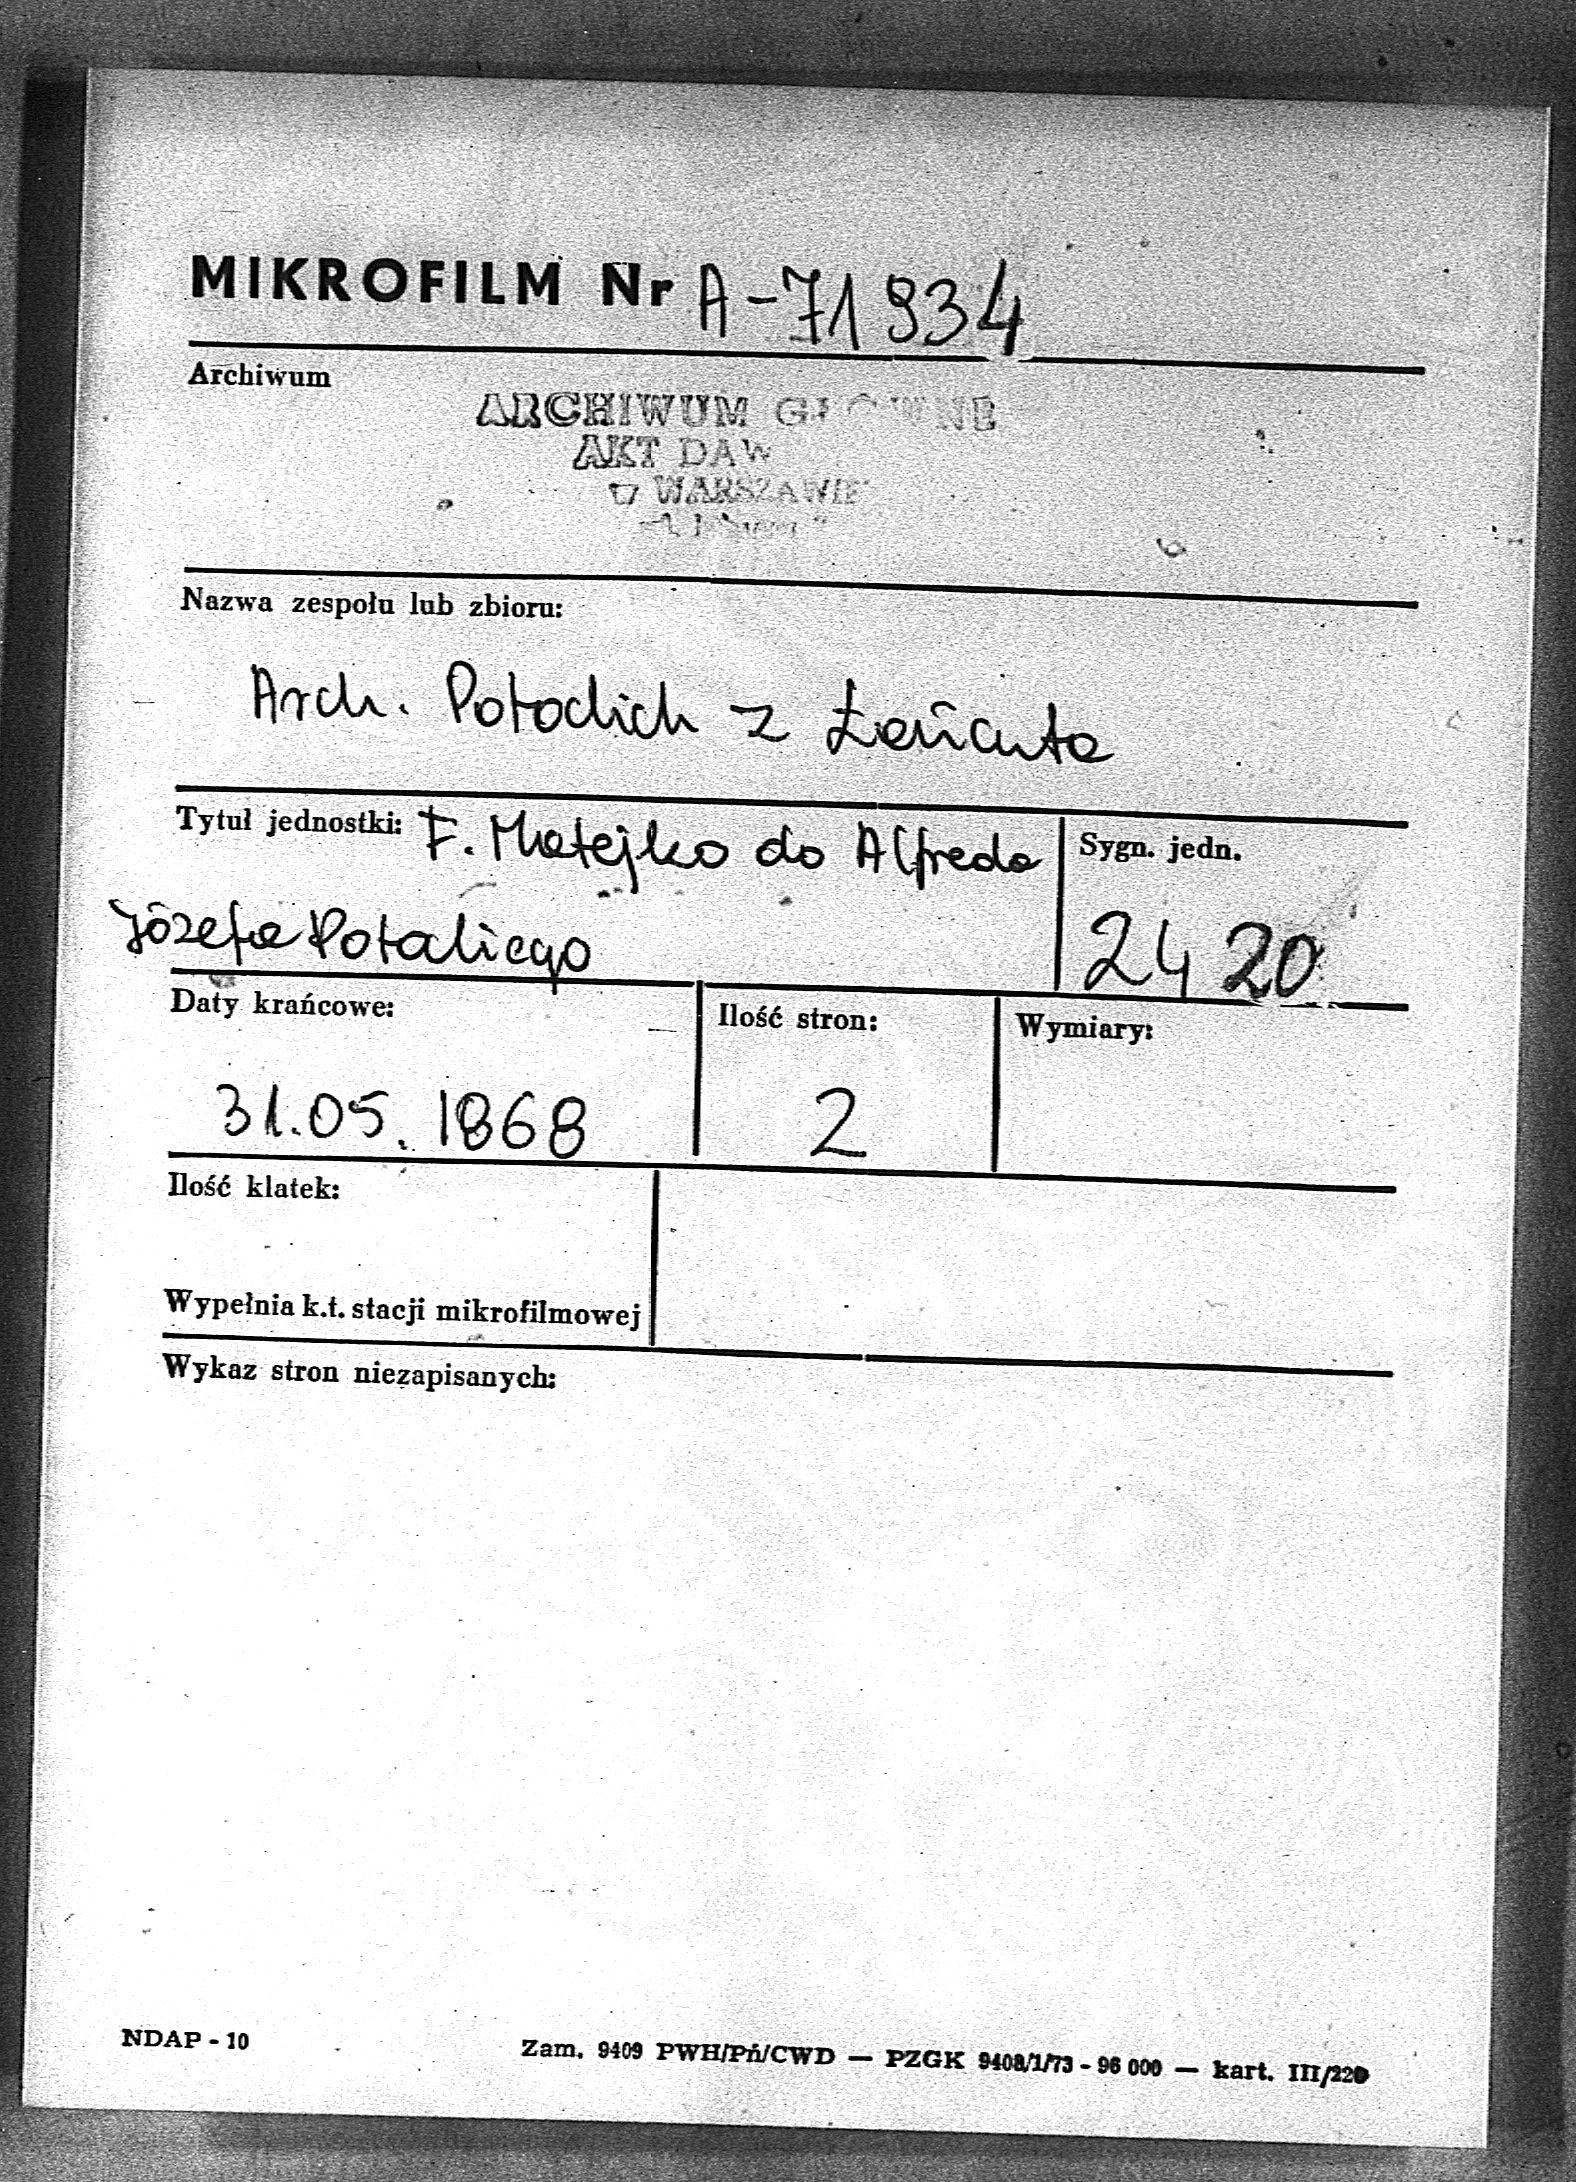 MIKROFILM Nr A-71934
Archiwum
ARCHIWUM GŁÓWNE
AKT DAW
W WARSZAWIE
Nazwa zespołu lub zbioru:
Arch. Potockich z Łańcuta
Tytuł jednostki: F. Matejko do Alfreda
Józefa Potockiego
Sygn. jedn.
2420
Daty krańcowe:
31.05.1868
Ilość stron:
2
Wymiary:
Ilość klatek:
Wypełnia k.t. stacji mikrofilmowej
Wykaz stron niezapisanych:
NDAP - 10
Zam. 9409 PWH/Pń/CWD — PZGK 9408/1/73 - 96 000 — kart. III/220